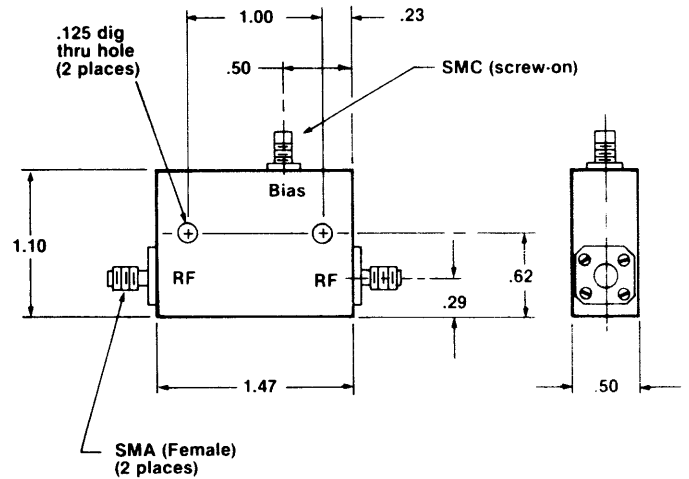 .125 dig
thru hole
(2 places)
1.00
.23
.50
SMC (screw-on)
Bias
1.10
RF
RF
.62
.29
1.47
.50
SMA (Female)
(2 places)